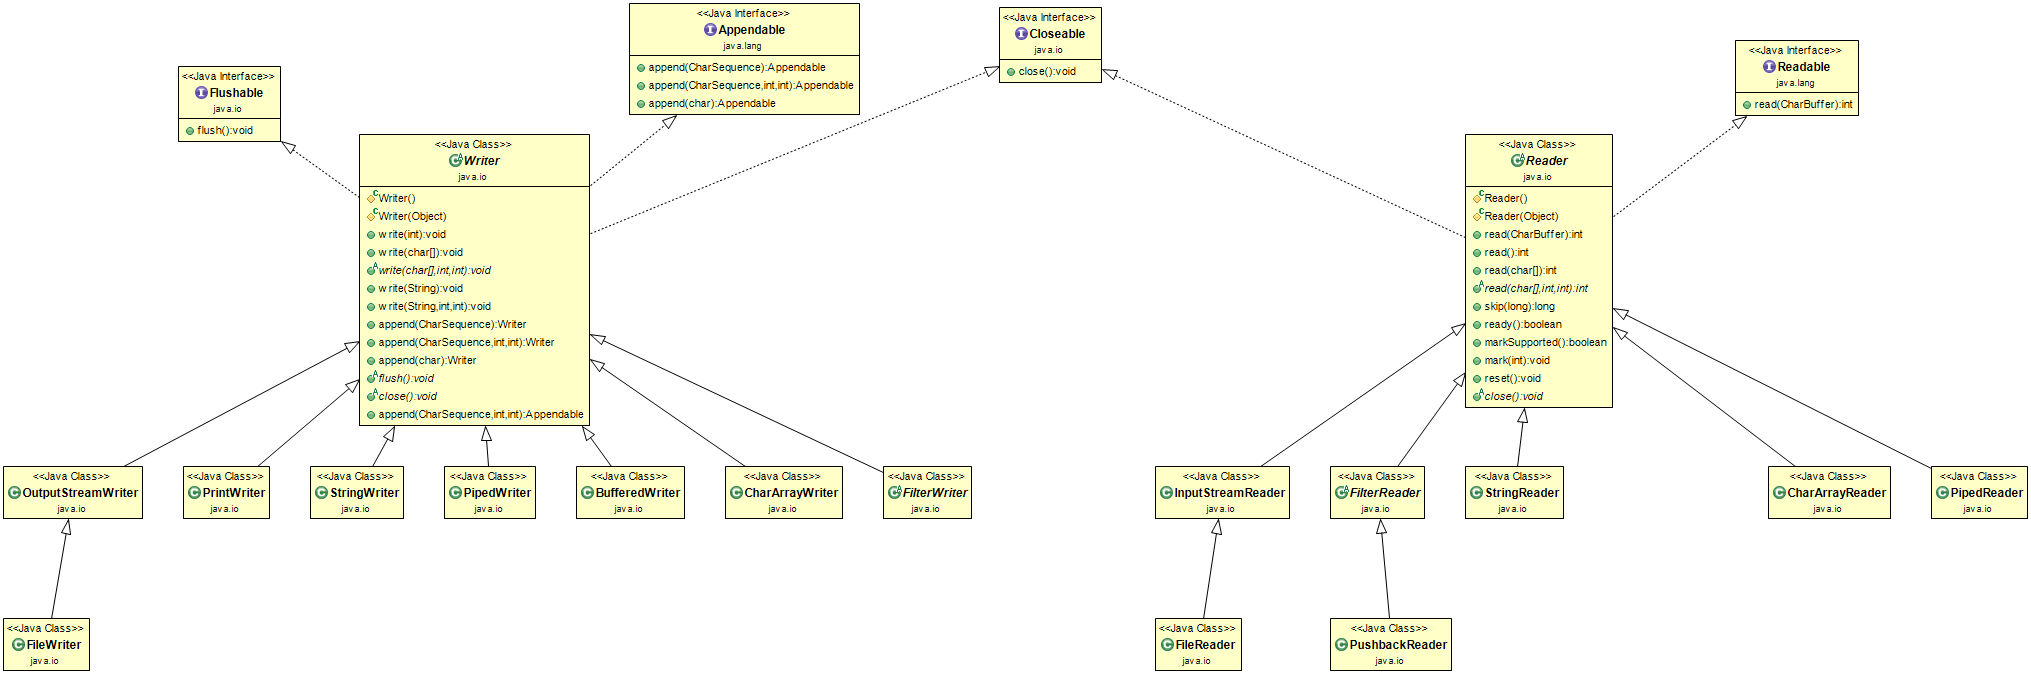 <<Java Interface>>
Appendable
java.lang
append(CharSequence):Appendable
append(CharSequence,int,int):Appendable
append(char):Appendable
<<Java Interface>>
Closeable
java.io
close():void
<<Java Interface>>
Readable
java.lang
read(CharBuffer):int
<<Java Interface>>
Flushable
java.io
flush():void
<<Java Class>>
Writer
java.io
Writer()
Writer(Object)
write(int):void
write(char[]):void
write(char[],int,int):void
write(String):void
write(String,int,int):void
append(CharSequence):Writer
append(CharSequence,int,int):Writer
append(char):Writer
flush():void
close():void
append(CharSequence,int,int):Appendable
<<Java Class>>
Reader
java.io
Reader()
Reader(Object)
read(CharBuffer):int
read():int
read(char[]):int
read(char[],int,int):int
skip(long):long
ready():boolean
markSupported():boolean
mark(int):void
reset():void
close():void
<<Java Class>>
OutputStreamWriter
java.io
<<Java Class>>
PrintWriter
java.io
<<Java Class>>
StringWriter
java.io
<<Java Class>>
PipedWriter
java.io
<<Java Class>>
BufferedWriter
java.io
<<Java Class>>
CharArrayWriter
java.io
<<Java Class>>
FilterWriter
java.io
<<Java Class>>
InputStreamReader
java.io
<<Java Class>>
FilterReader
java.io
<<Java Class>>
StringReader
java.io
<<Java Class>>
CharArrayReader
java.io
<<Java Class>>
PipedReader
java.io
<<Java Class>>
FileWriter
java.io
<<Java Class>>
FileReader
java.io
<<Java Class>>
PushbackReader
java.io